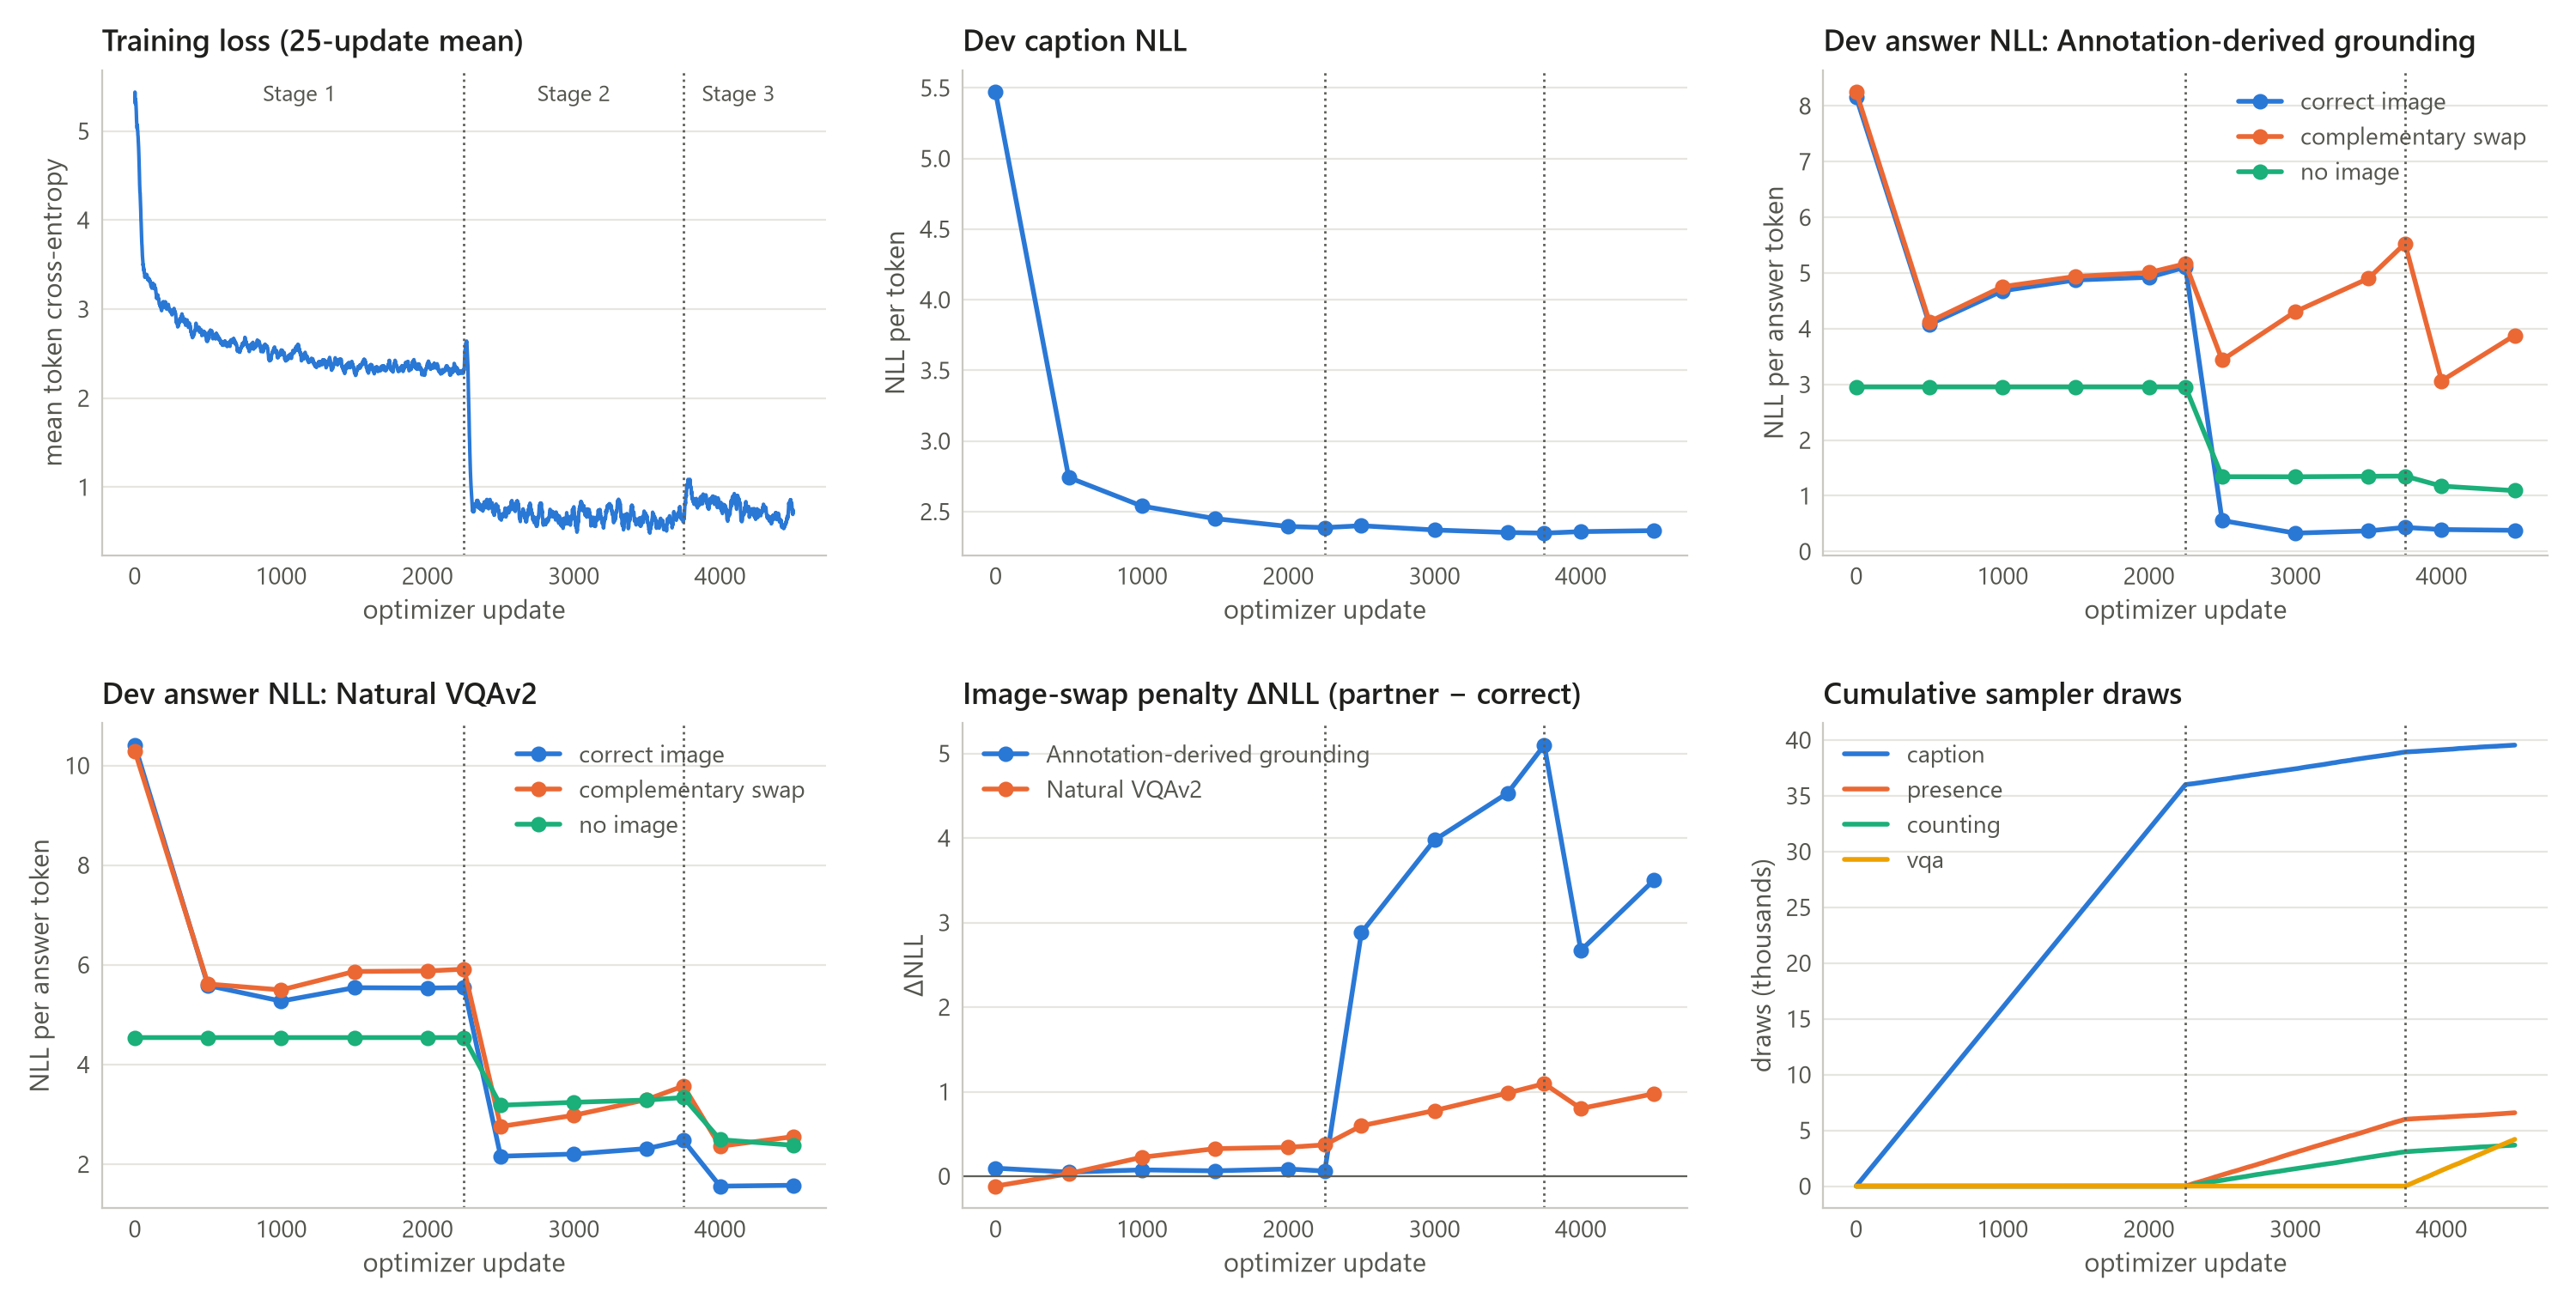 Training loss (25-update mean)
Stage 1
Stage 2
Stage 3
5
4
3
2
1
mean token cross-entropy
0
1000
2000
3000
4000
optimizer update
Dev caption NLL
5.5
5.0
4.5
4.0
3.5
3.0
2.5
NLL per token
0
1000
2000
3000
4000
optimizer update
Dev answer NLL: Annotation-derived grounding
correct image
complementary swap
no image
8
7
6
5
4
3
2
1
0
NLL per answer token
0
1000
2000
3000
4000
optimizer update
Dev answer NLL: Natural VQAv2
correct image
complementary swap
no image
10
8
6
4
2
NLL per answer token
0
1000
2000
3000
4000
optimizer update
Image-swap penalty ΔNLL (partner − correct)
Annotation-derived grounding
Natural VQAv2
5
4
3
2
1
0
ΔNLL
0
1000
2000
3000
4000
optimizer update
Cumulative sampler draws
caption
presence
counting
vqa
40
35
30
25
20
15
10
5
0
draws (thousands)
0
1000
2000
3000
4000
optimizer update